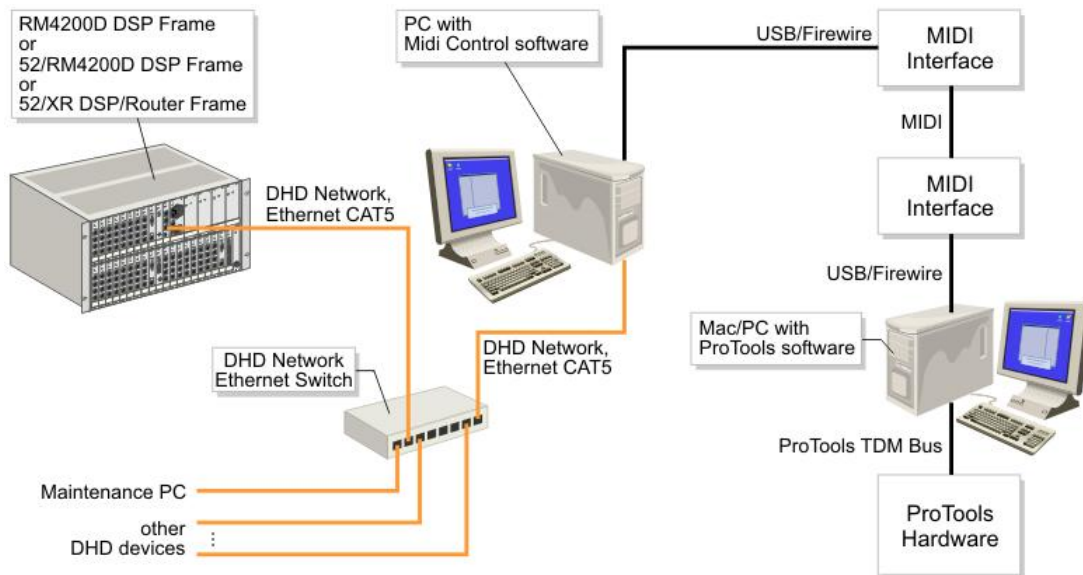 RM4200D DSP Frame
or
52/RM4200D DSP Frame
or
52/XR DSP/Router Frame
PC with
Midi Control software
USB/Firewire
MIDI
Interface
MIDI
MIDI
Interface
DHD Network,
Ethernet CAT5
USB/Firewire
Mac/PC with
ProTools software
DHD Network
Ethernet Switch
DHD Network,
Ethernet CAT5
ProTools TDM Bus
Maintenance PC
other
DHD devices
...
ProTools
Hardware